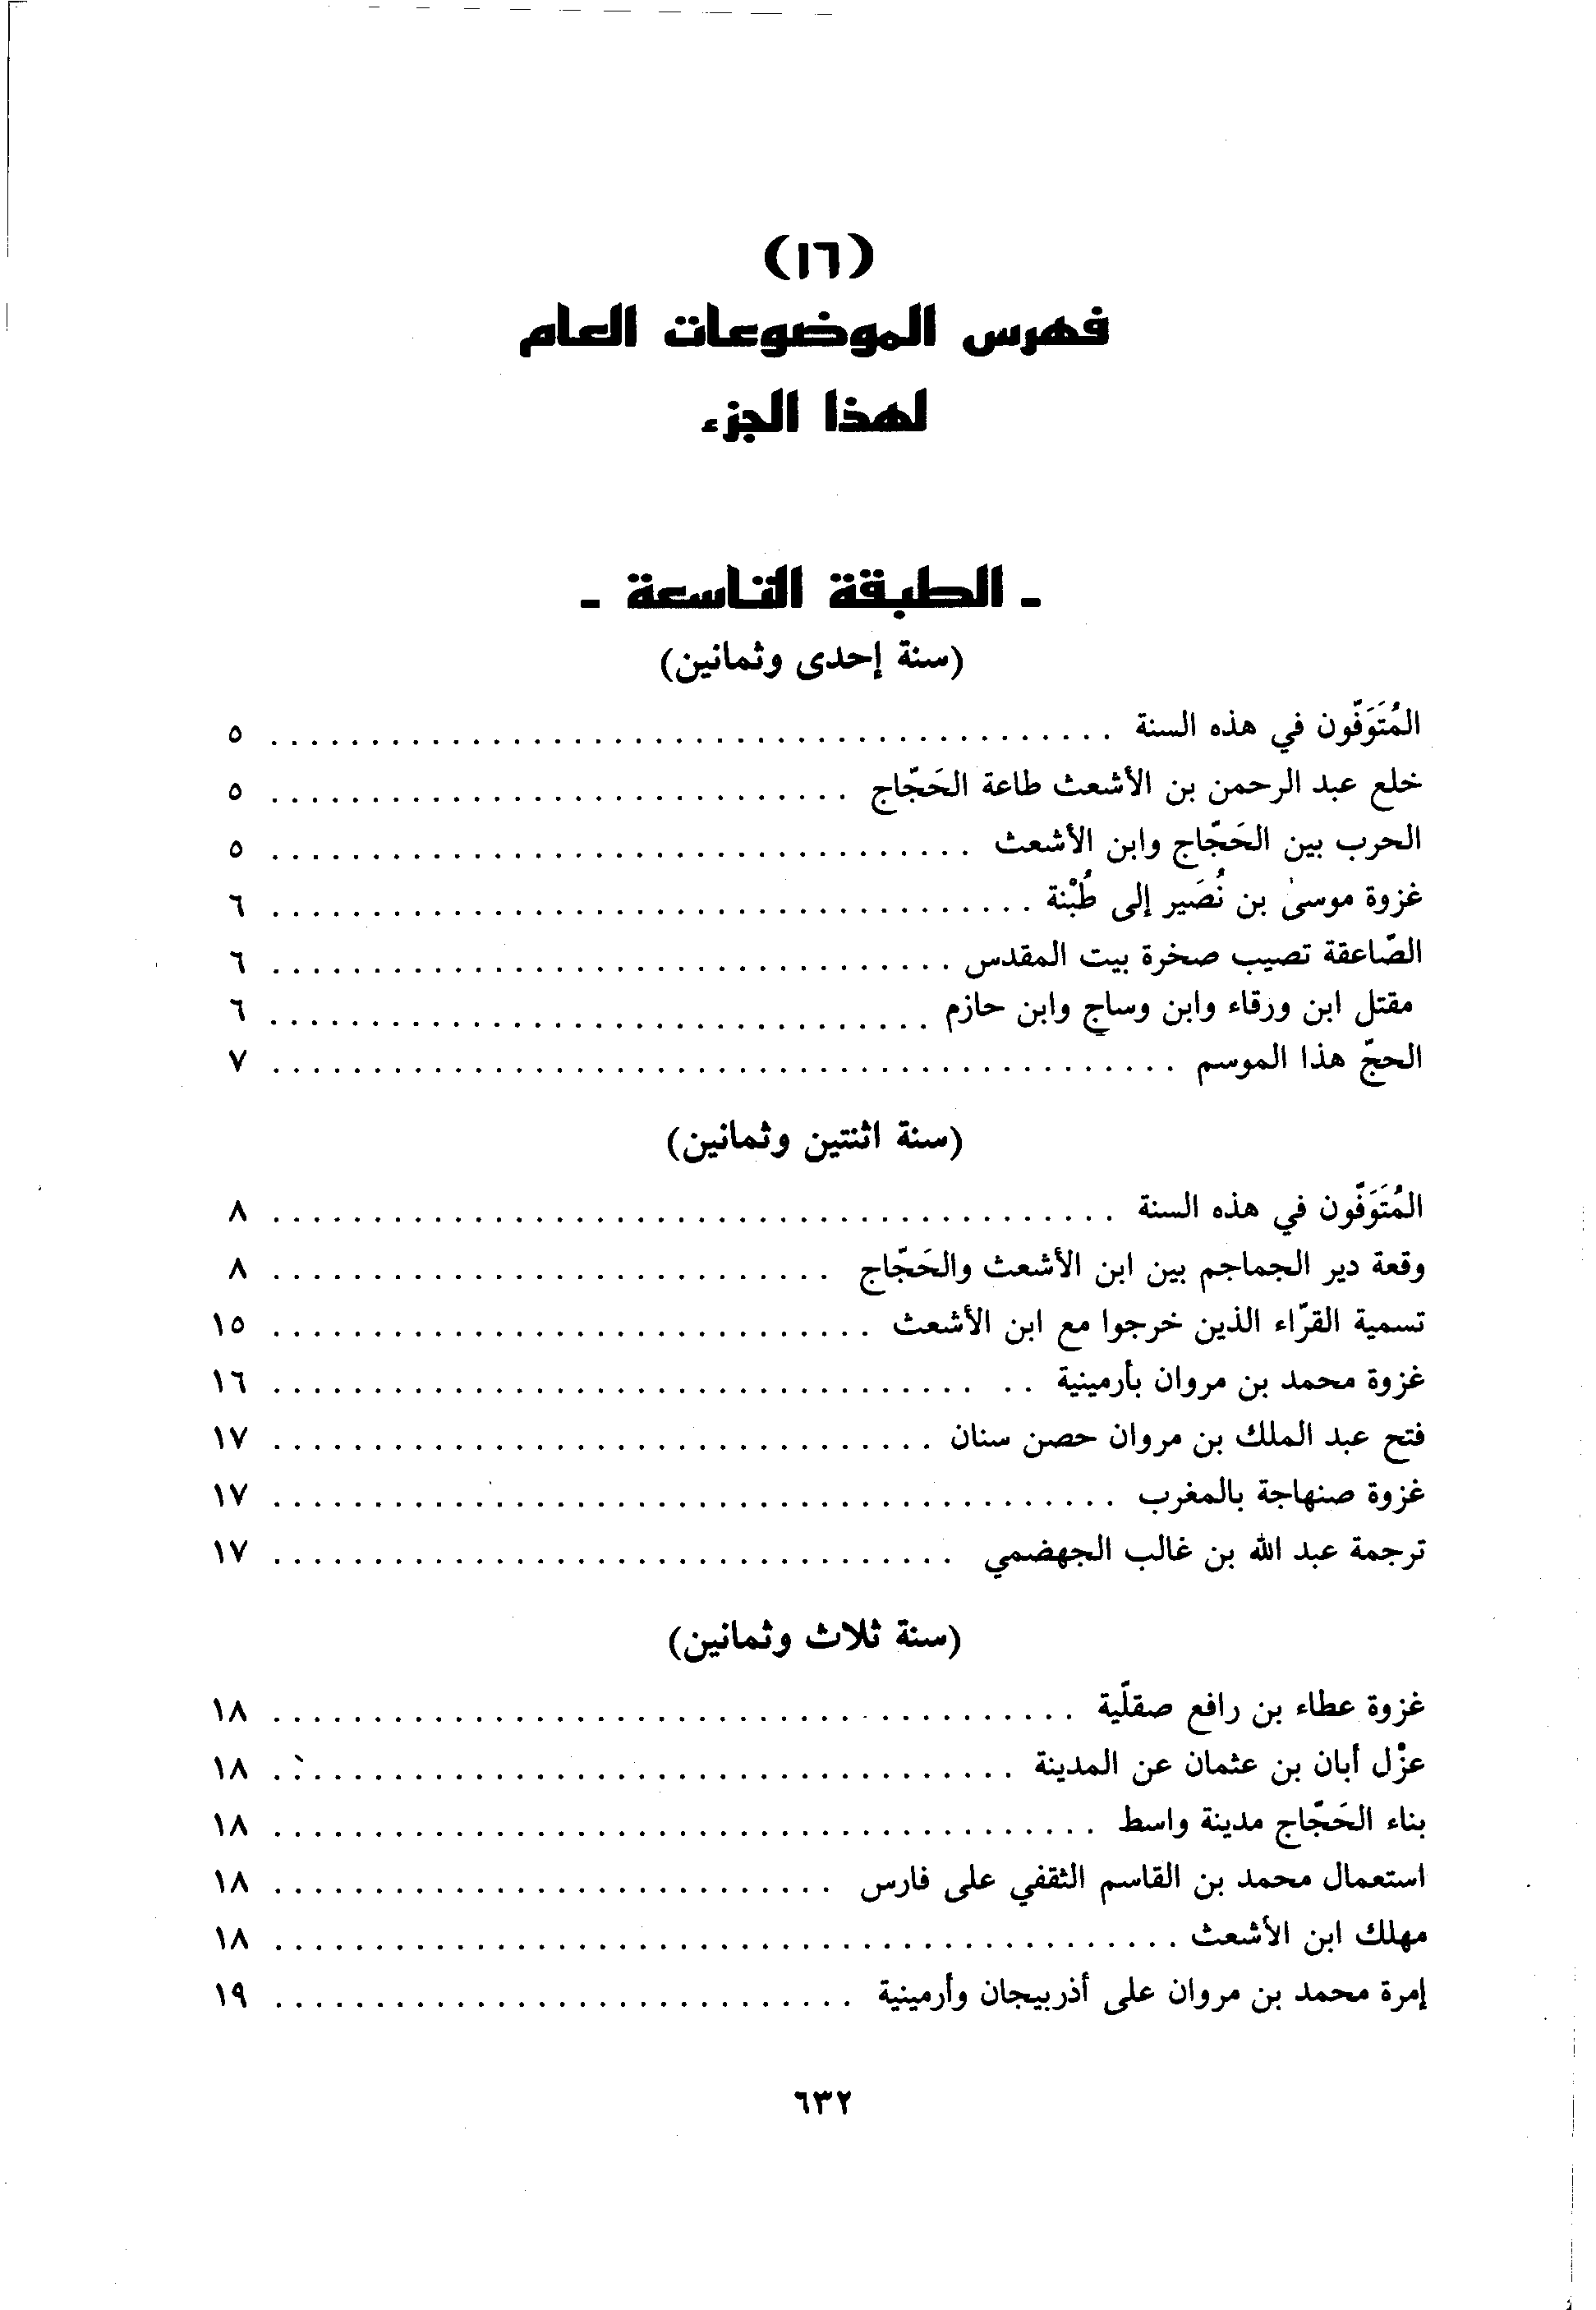 (١٦)
فهرس الموضوعات العام
لهذا الجزء
- الطبقة التاسعة -
(سنة إحدى وثمانين)
المُتَوَفّون في هذه السنة . . . . . . . . . . ٥
خلع عبد الرحمن بن الأشعث طاعة الحَجّاج . . . . . . . . . . ٥
الحرب بين الحَجّاج وابن الأشعث . . . . . . . . . . ٥
غزوة موسىٰ بن نُصَير إلى طُبْنة . . . . . . . . . . ٦
الصّاعقة تصيب صخرة بيت المقدس . . . . . . . . . . ٦
مقتل ابن ورقاء وابن وساج وابن حازم . . . . . . . . . . ٦
الحجّ هذا الموسم . . . . . . . . . . ٧
(سنة اثنتين وثمانين)
المُتَوَفّون في هذه السنة . . . . . . . . . . ٨
وقعة دير الجماجم بين ابن الأشعث والحَجّاج . . . . . . . . . . ٨
تسمية القرّاء الذين خرجوا مع ابن الأشعث . . . . . . . . . . ١٥
غزوة محمد بن مروان بأرمينية . . . . . . . . . . ١٦
فتح عبد الملك بن مروان حصن سنان . . . . . . . . . . ١٧
غزوة صنهاجة بالمغرب . . . . . . . . . . ١٧
ترجمة عبد الله بن غالب الجهضمي . . . . . . . . . . ١٧
(سنة ثلاث وثمانين)
غزوة عطاء بن رافع صقلّية . . . . . . . . . . ١٨
عزْل أبان بن عثمان عن المدينة . . . . . . . . . . ١٨
بناء الحَجّاج مدينة واسط . . . . . . . . . . ١٨
استعمال محمد بن القاسم الثقفي على فارس . . . . . . . . . . ١٨
مهلك ابن الأشعث . . . . . . . . . . ١٨
إمرة محمد بن مروان على أذربيجان وأرمينية . . . . . . . . . . ١٩
٦٣٢